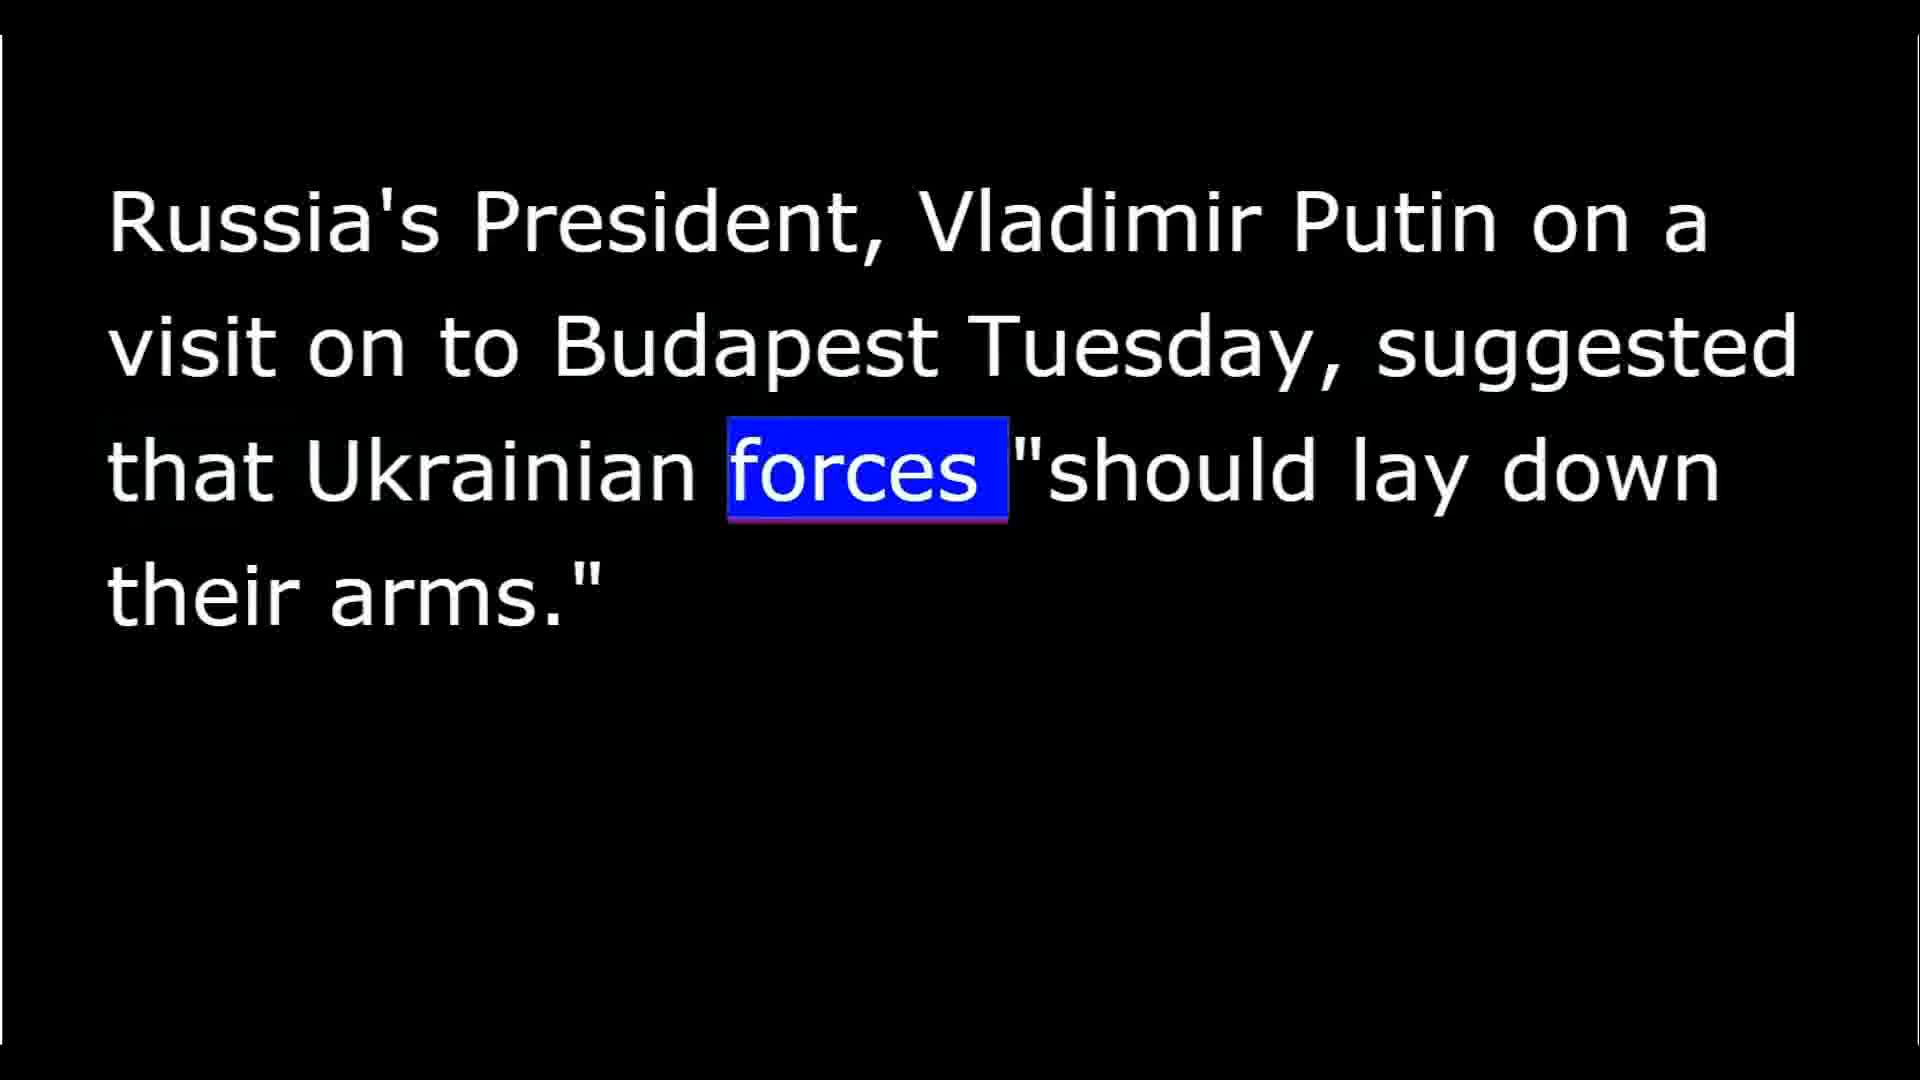 Russia's President, Vladimir Putin on a
visit on to Budapest Tuesday, suggested
that Ukrainian forces "should lay down
their arms."